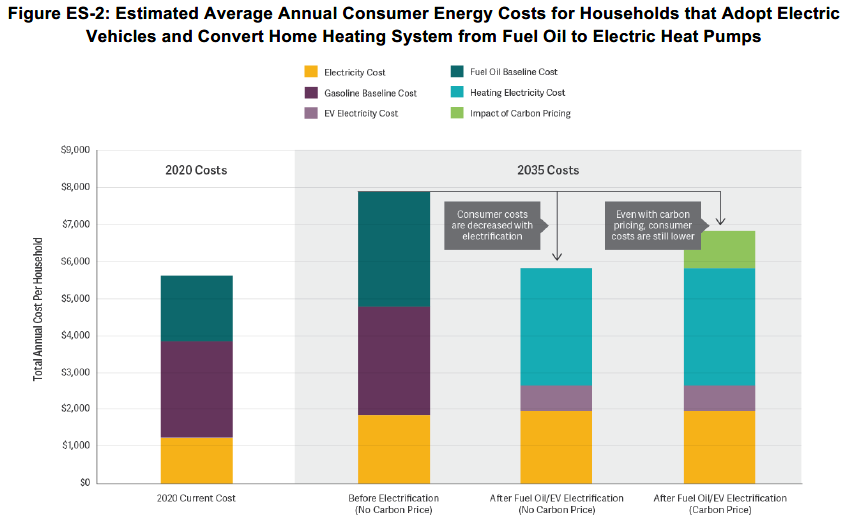 Figure ES-2: Estimated Average Annual Consumer Energy Costs for Households that Adopt Electric
Vehicles and Convert Home Heating System from Fuel Oil to Electric Heat Pumps
Electricity Cost
Fuel Oil Baseline Cost
Gasoline Baseline Cost
Heating Electricity Cost
EV Electricity Cost
Impact of Carbon Pricing
2020 Costs
2035 Costs
Total Annual Cost Per Household
$9,000
$8,000
$7,000
$6,000
$5,000
$4,000
$3,000
$2,000
$1,000
$0
Consumer costs
are decreased with
electrification
Even with carbon
pricing, consumer
costs are still lower
2020 Current Cost
Before Electrification
(No Carbon Price)
After Fuel Oil/EV Electrification
(No Carbon Price)
After Fuel Oil/EV Electrification
(Carbon Price)